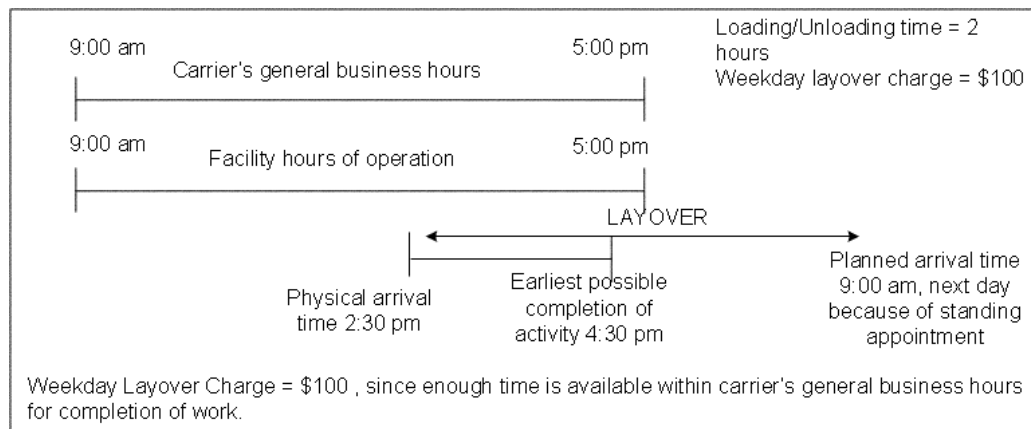 9:00 am
5:00 pm
Loading/Unloading time = 2
hours
Weekday layover charge = $100
Carrier's general business hours
9:00 am
5:00 pm
Facility hours of operation
LAYOVER
Physical arrival
time 2:30 pm
Earliest possible
completion of
activity 4:30 pm
Planned arrival time
9:00 am, next day
because of standing
appointment
Weekday Layover Charge = $100 , since enough time is available within carrier's general business hours
for completion of work.